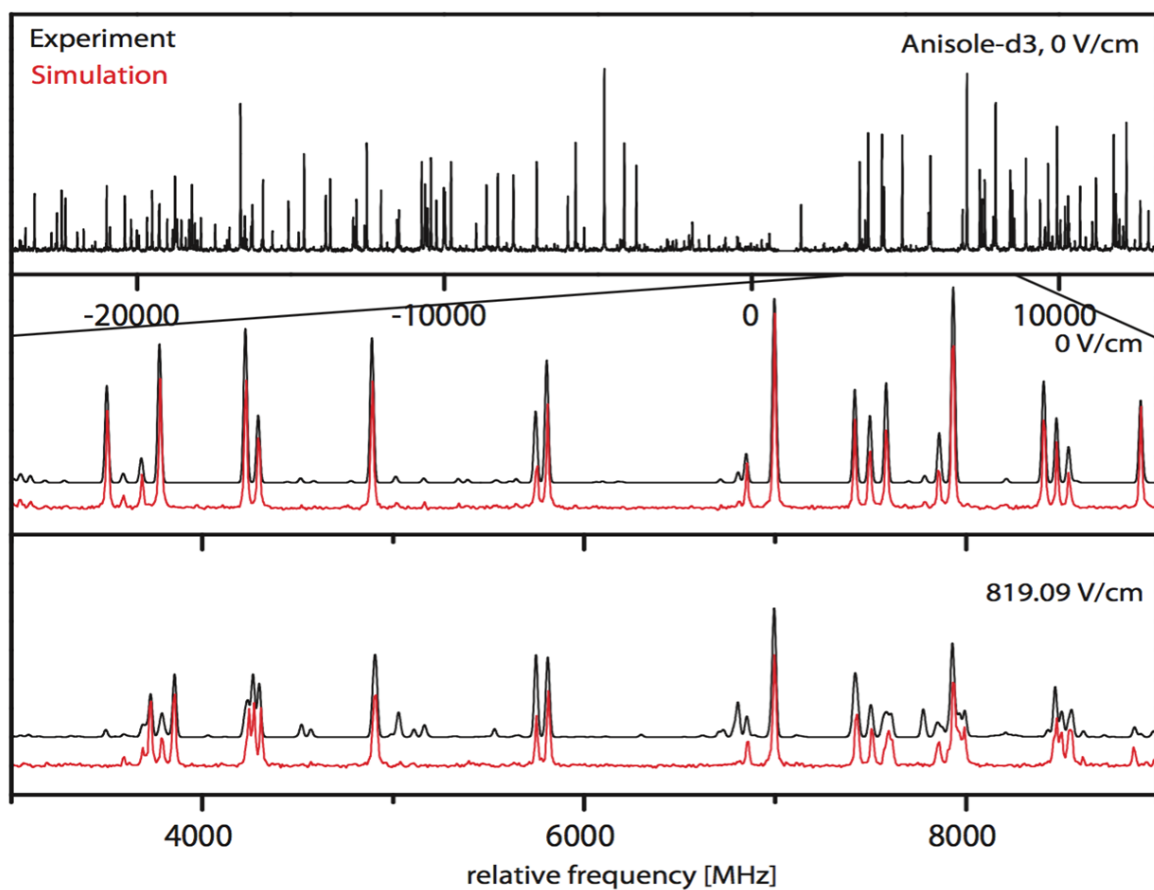 Experiment
Simulation
Anisole-d3, 0 V/cm
-20000 -10000 0 10000
0 V/cm
819.09 V/cm
4000 6000 8000
relative frequency [MHz]